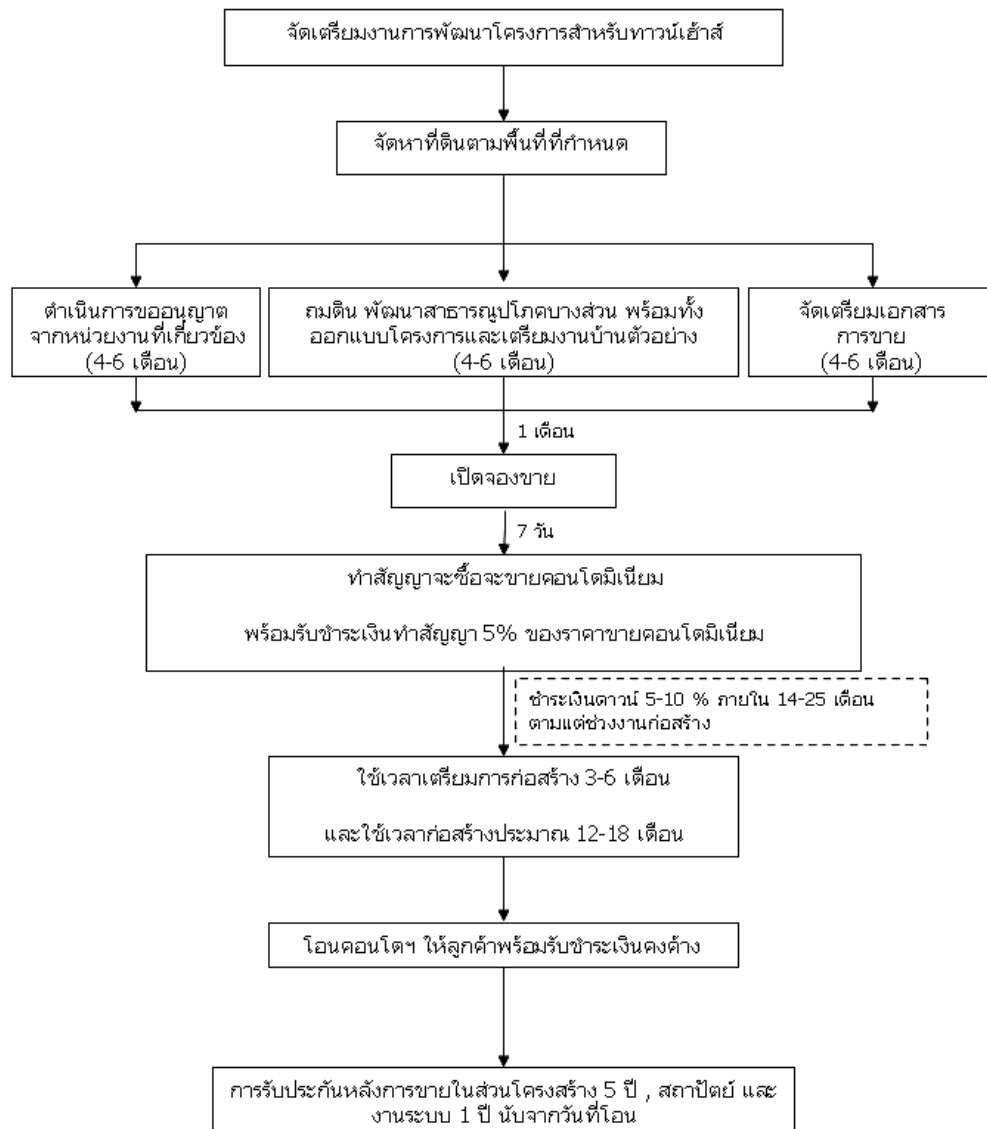 จัดเตรียมงานการพัฒนาโครงการสำหรับทาวน์เฮ้าส์
จัดหาที่ดินตามพื้นที่ที่กำหนด
ดำเนินการขออนุญาต
จากหน่วยงานที่เกี่ยวข้อง
(4-6 เดือน)
ถมดิน พัฒนาสาธารณูปโภคบางส่วน พร้อมทั้ง
ออกแบบโครงการและเตรียมงานบ้านตัวอย่าง
(4-6 เดือน)
จัดเตรียมเอกสาร
การขาย
(4-6 เดือน)
1 เดือน
เปิดจองขาย
7 วัน
ทำสัญญาจะซื้อจะขายคอนโดมิเนียม
พร้อมรับชำระเงินทำสัญญา 5% ของราคาขายคอนโดมิเนียม
ชำระเงินดาวน์ 5-10 % ภายใน 14-25 เดือน
ตามแต่ช่วงงานก่อสร้าง
ใช้เวลาเตรียมการก่อสร้าง 3-6 เดือน
และใช้เวลาก่อสร้างประมาณ 12-18 เดือน
โอนคอนโดฯ ให้ลูกค้าพร้อมรับชำระเงินคงค้าง
การรับประกันหลังการขายในส่วนโครงสร้าง 5 ปี , สถาปัตย์ และ
งานระบบ 1 ปี นับจากวันที่โอน